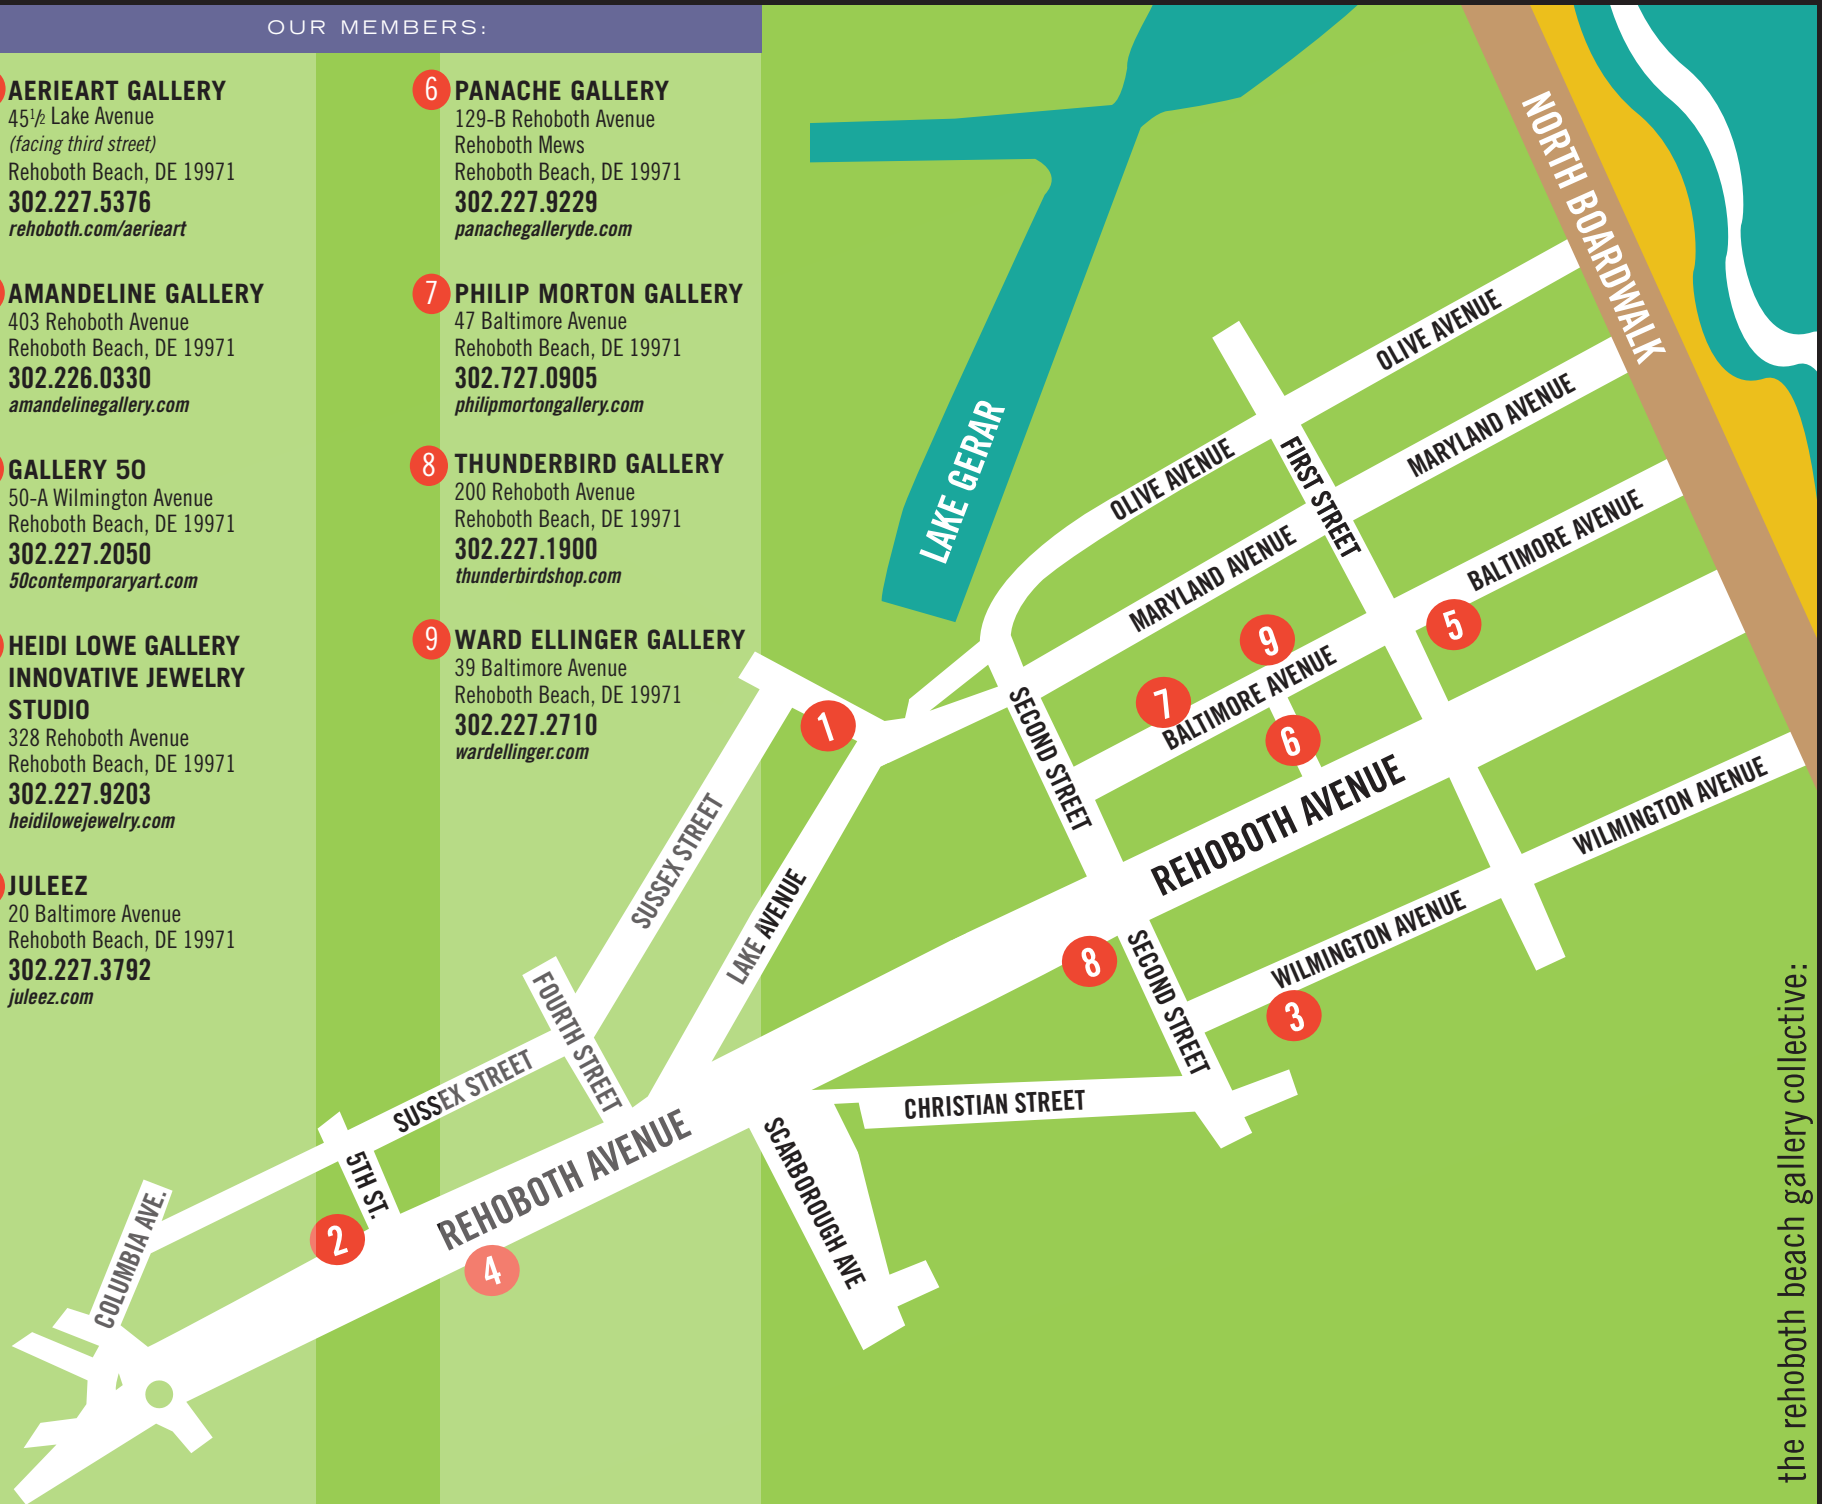 OUR MEMBERS:
AERIEART GALLERY
45½ Lake Avenue
(facing third street)
Rehoboth Beach, DE 19971
302.227.5376
rehoboth.com/aerieart
AMANDELINE GALLERY
403 Rehoboth Avenue
Rehoboth Beach, DE 19971
302.226.0330
amandelinegallery.com
GALLERY 50
50-A Wilmington Avenue
Rehoboth Beach, DE 19971
302.227.2050
50contemporaryart.com
HEIDI LOWE GALLERY
INNOVATIVE JEWELRY
STUDIO
328 Rehoboth Avenue
Rehoboth Beach, DE 19971
302.227.9203
heidilowejewelry.com
JULEEZ
20 Baltimore Avenue
Rehoboth Beach, DE 19971
302.227.3792
juleez.com
6 PANACHE GALLERY
129-B Rehoboth Avenue
Rehoboth Mews
Rehoboth Beach, DE 19971
302.227.9229
panachegalleryde.com
7 PHILIP MORTON GALLERY
47 Baltimore Avenue
Rehoboth Beach, DE 19971
302.727.0905
philipmortongallery.com
8 THUNDERBIRD GALLERY
200 Rehoboth Avenue
Rehoboth Beach, DE 19971
302.227.1900
thunderbirdshop.com
9 WARD ELLINGER GALLERY
39 Baltimore Avenue
Rehoboth Beach, DE 19971
302.227.2710
wardellinger.com
NORTH BOARDWALK
LAKE GERAR
OLIVE AVENUE
OLIVE AVENUE
MARYLAND AVENUE
MARYLAND AVENUE
FIRST STREET
BALTIMORE AVENUE
BALTIMORE AVENUE
5
9
7
6
1
SECOND STREET
REHOBOTH AVENUE
WILMINGTON AVENUE
WILMINGTON AVENUE
SUSSEX STREET
LAKE AVENUE
8
SECOND STREET
3
FOURTH STREET
SUSSEX STREET
CHRISTIAN STREET
REHOBOTH AVENUE
SCARBOROUGH AVE
5TH ST.
COLUMBIA AVE.
2
4
the rehoboth beach gallery collective: